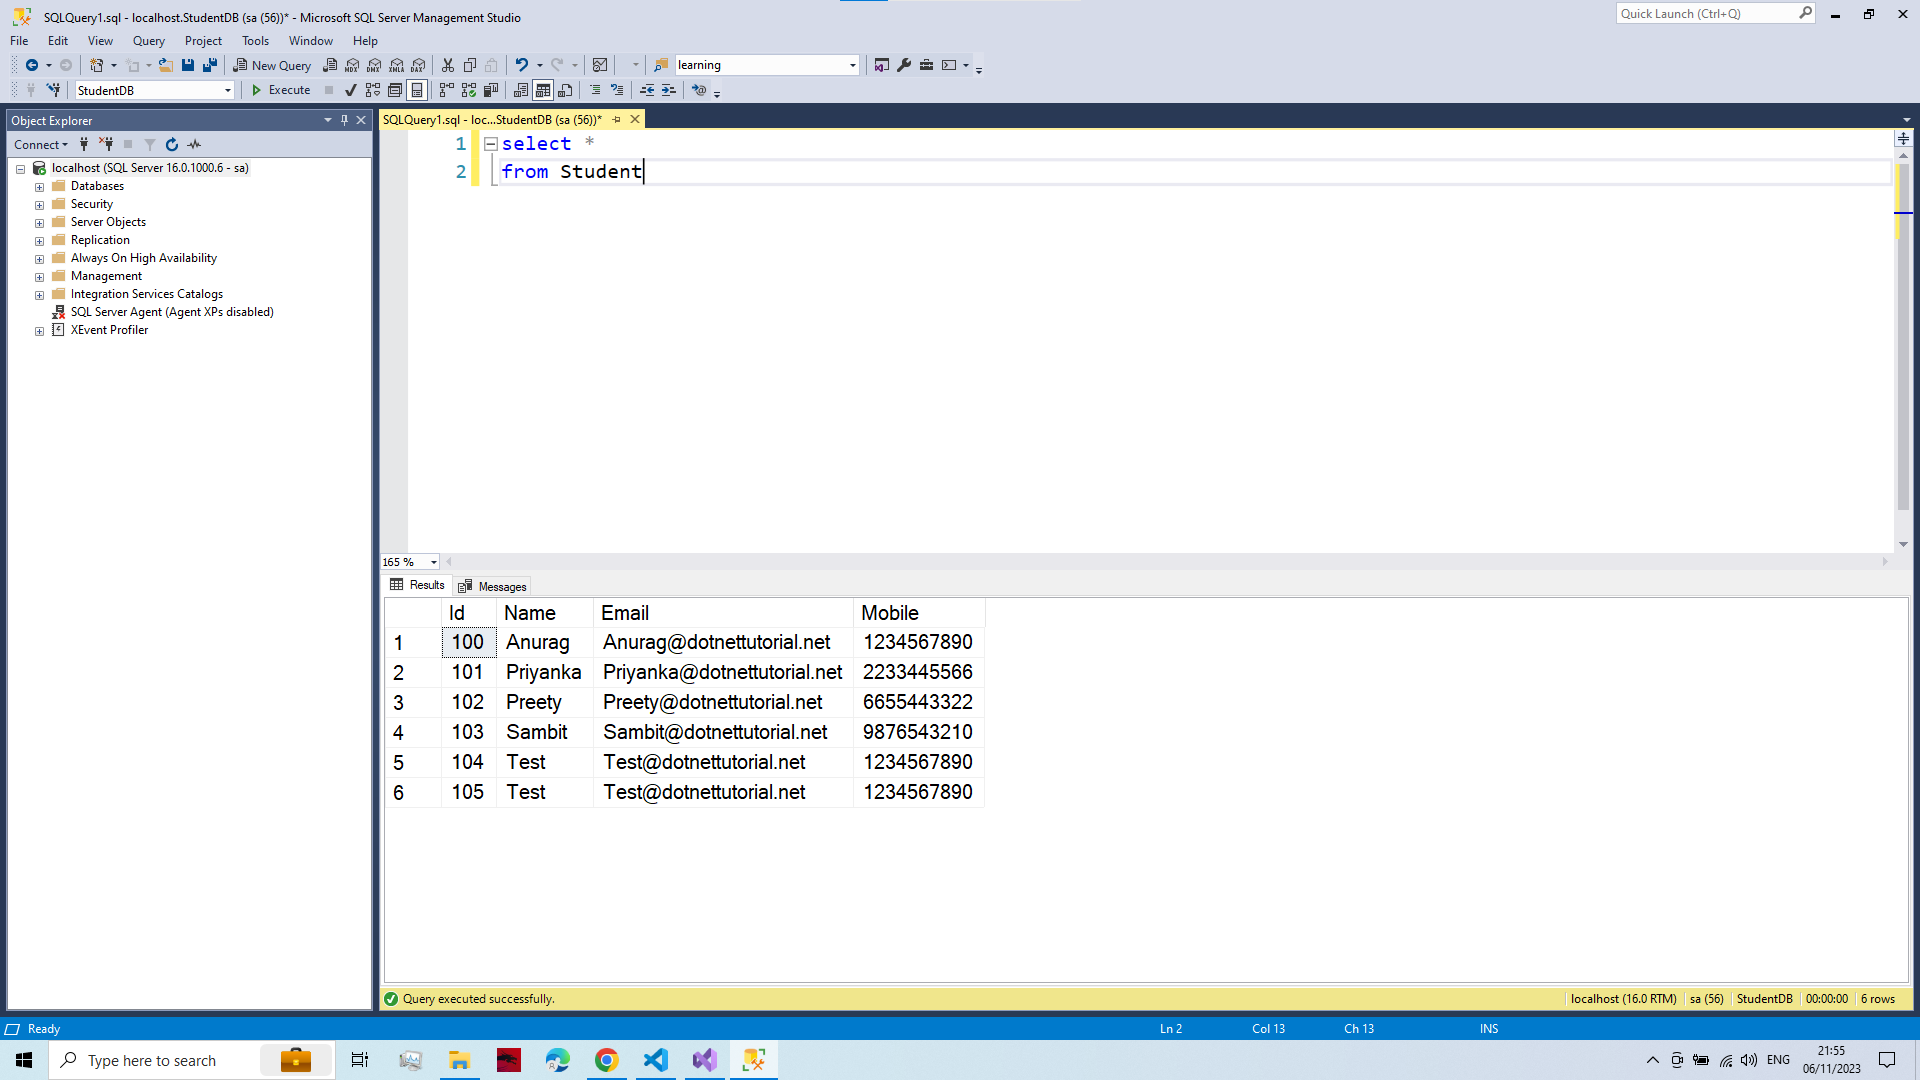 SQLQuery1.sql - localhost.StudentDB (sa (56))* - Microsoft SQL Server Management Studio
Quick Launch (Ctrl+Q)
File Edit View Query Project Tools Window Help
New Query MDX DMX XMLA DAX learning
StudentDB Execute
Object Explorer
SQLQuery1.sql - loc...StudentDB (sa (56))*
Connect
localhost (SQL Server 16.0.1000.6 - sa)
Databases
Security
Server Objects
Replication
Always On High Availability
Management
Integration Services Catalogs
SQL Server Agent (Agent XPs disabled)
XEvent Profiler
1 select *
2 from Student
165 %
Results Messages
Id Name Email Mobile
1 100 Anurag Anurag@dotnettutorial.net 1234567890
2 101 Priyanka Priyanka@dotnettutorial.net 2233445566
3 102 Preety Preety@dotnettutorial.net 6655443322
4 103 Sambit Sambit@dotnettutorial.net 9876543210
5 104 Test Test@dotnettutorial.net 1234567890
6 105 Test Test@dotnettutorial.net 1234567890
Query executed successfully. localhost (16.0 RTM) sa (56) StudentDB 00:00:00 6 rows
Ready Ln 2 Col 13 Ch 13 INS
Type here to search
ENG
21:55
06/11/2023